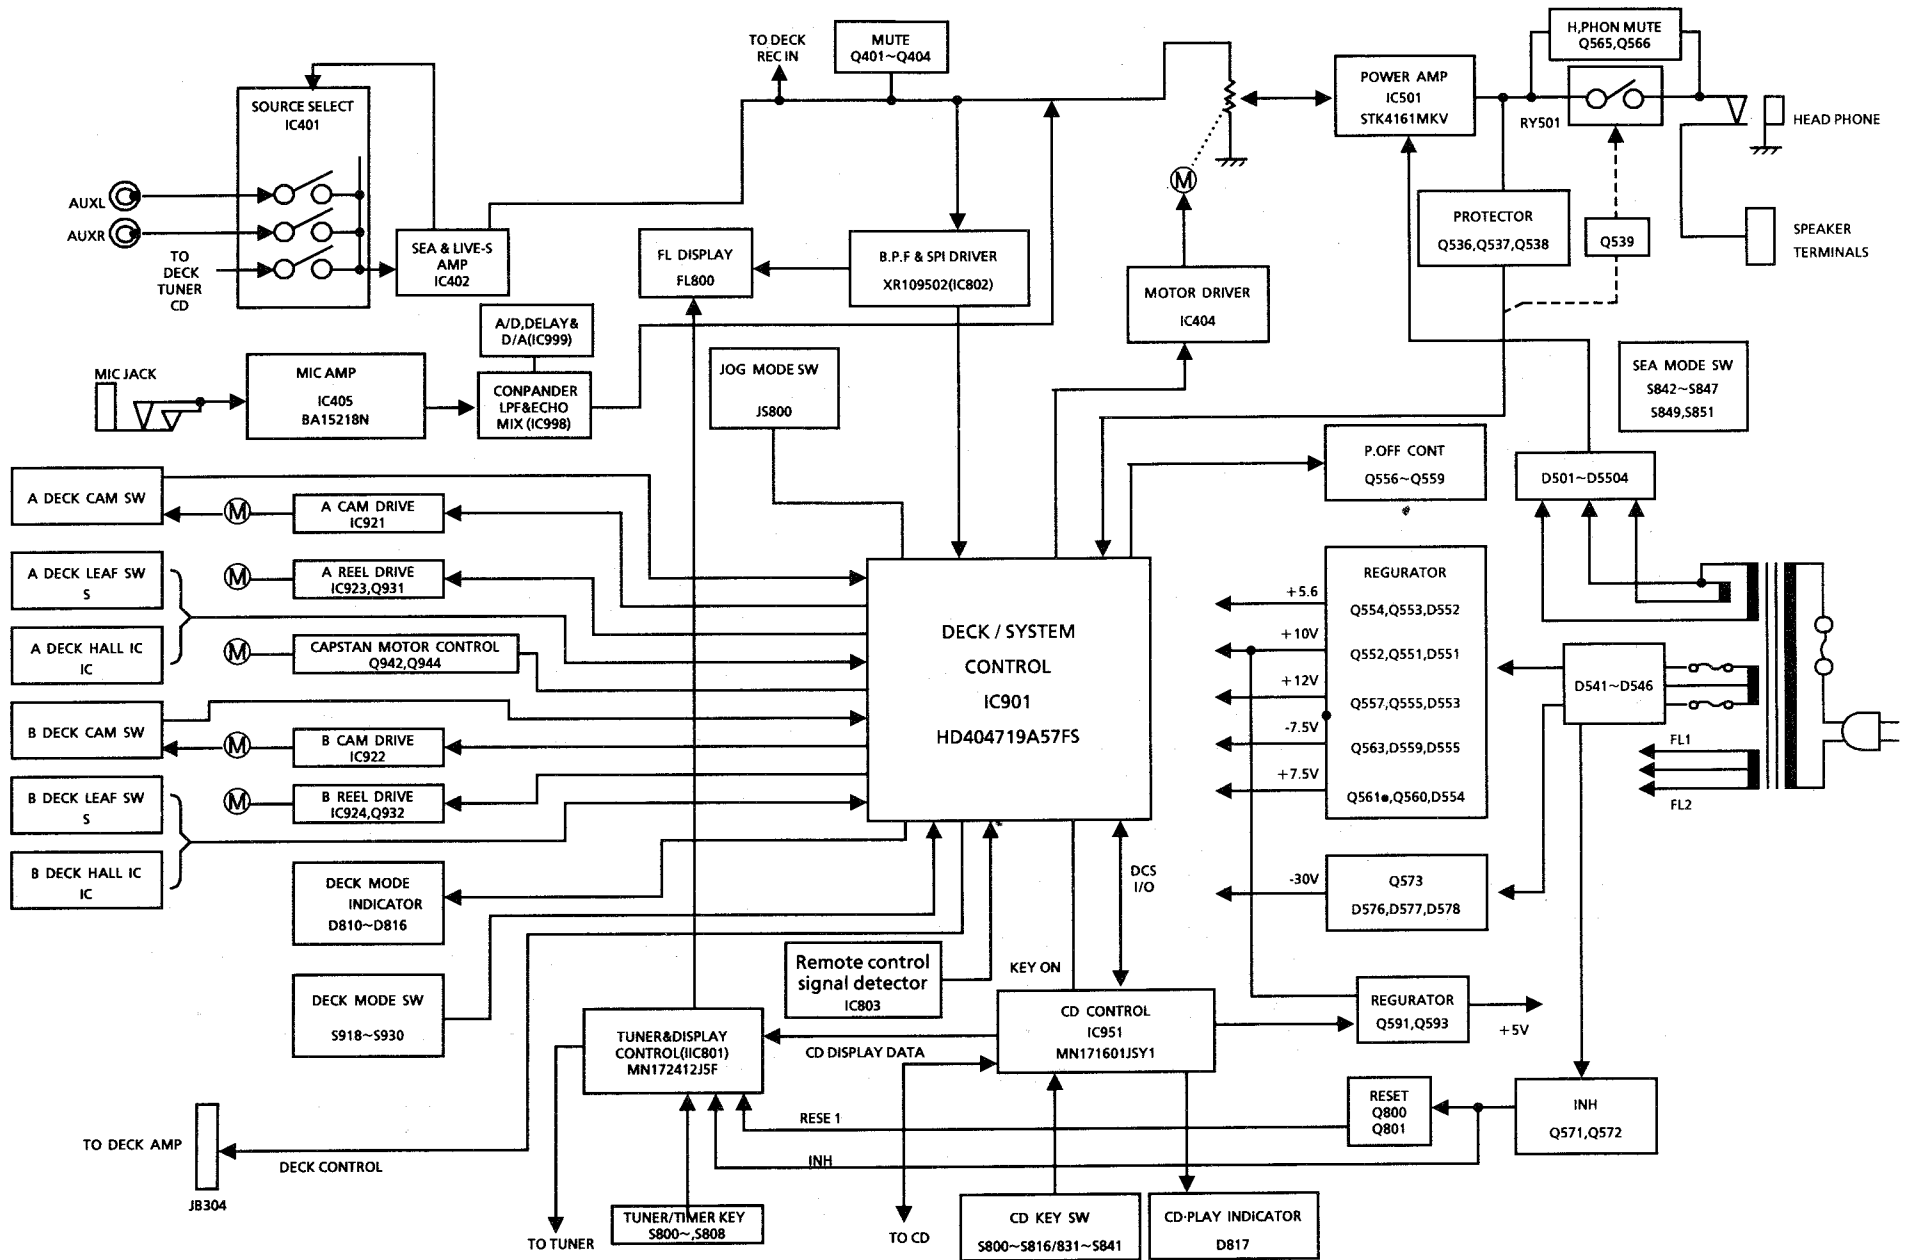 TO DECK
REC IN
MUTE
Q401~Q404
H,PHON MUTE
Q565,Q566
SOURCE SELECT
IC401
POWER AMP
IC501
STK4161MKV
RY501
HEAD PHONE
AUXL
AUXR
TO
DECK
TUNER
CD
SEA & LIVE-S
AMP
IC402
FL DISPLAY
FL800
B.P.F & SPI DRIVER
XR109502(IC802)
M
MOTOR DRIVER
IC404
PROTECTOR
Q536,Q537,Q538
Q539
SPEAKER
TERMINALS
A/D,DELAY&
D/A(IC999)
MIC JACK
MIC AMP
IC405
BA15218N
CONPANDER
LPF&ECHO
MIX (IC998)
JOG MODE SW
JS800
SEA MODE SW
S842~S847
S849,S851
P.OFF CONT
Q556~Q559
D501~D5504
A DECK CAM SW
M
A CAM DRIVE
IC921
A DECK LEAF SW
S
M
A REEL DRIVE
IC923,Q931
A DECK HALL IC
IC
M
CAPSTAN MOTOR CONTROL
Q942,Q944
B DECK CAM SW
M
B CAM DRIVE
IC922
B DECK LEAF SW
S
M
B REEL DRIVE
IC924,Q932
B DECK HALL IC
IC
DECK / SYSTEM
CONTROL
IC901
HD404719A57FS
REGURATOR
+5.6
Q554,Q553,D552
+10V
Q552,Q551,D551
+12V
Q557,Q555,D553
-7.5V
Q563,D559,D555
+7.5V
Q561●,Q560,D554
D541~D546
FL1
FL2
DECK MODE
INDICATOR
D810~D816
DCS
I/O
-30V
Q573
D576,D577,D578
DECK MODE SW
S918~S930
Remote control
signal detector
IC803
KEY ON
CD CONTROL
IC951
MN171601JSY1
REGURATOR
Q591,Q593
+5V
TUNER&DISPLAY
CONTROL(IIC801)
MN172412J5F
CD DISPLAY DATA
RESE 1
RESET
Q800
Q801
INH
Q571,Q572
INH
TO DECK AMP
DECK CONTROL
JB304
TO TUNER
TUNER/TIMER KEY
S800~,S808
TO CD
CD KEY SW
S800~S816/831~S841
CD·PLAY INDICATOR
D817